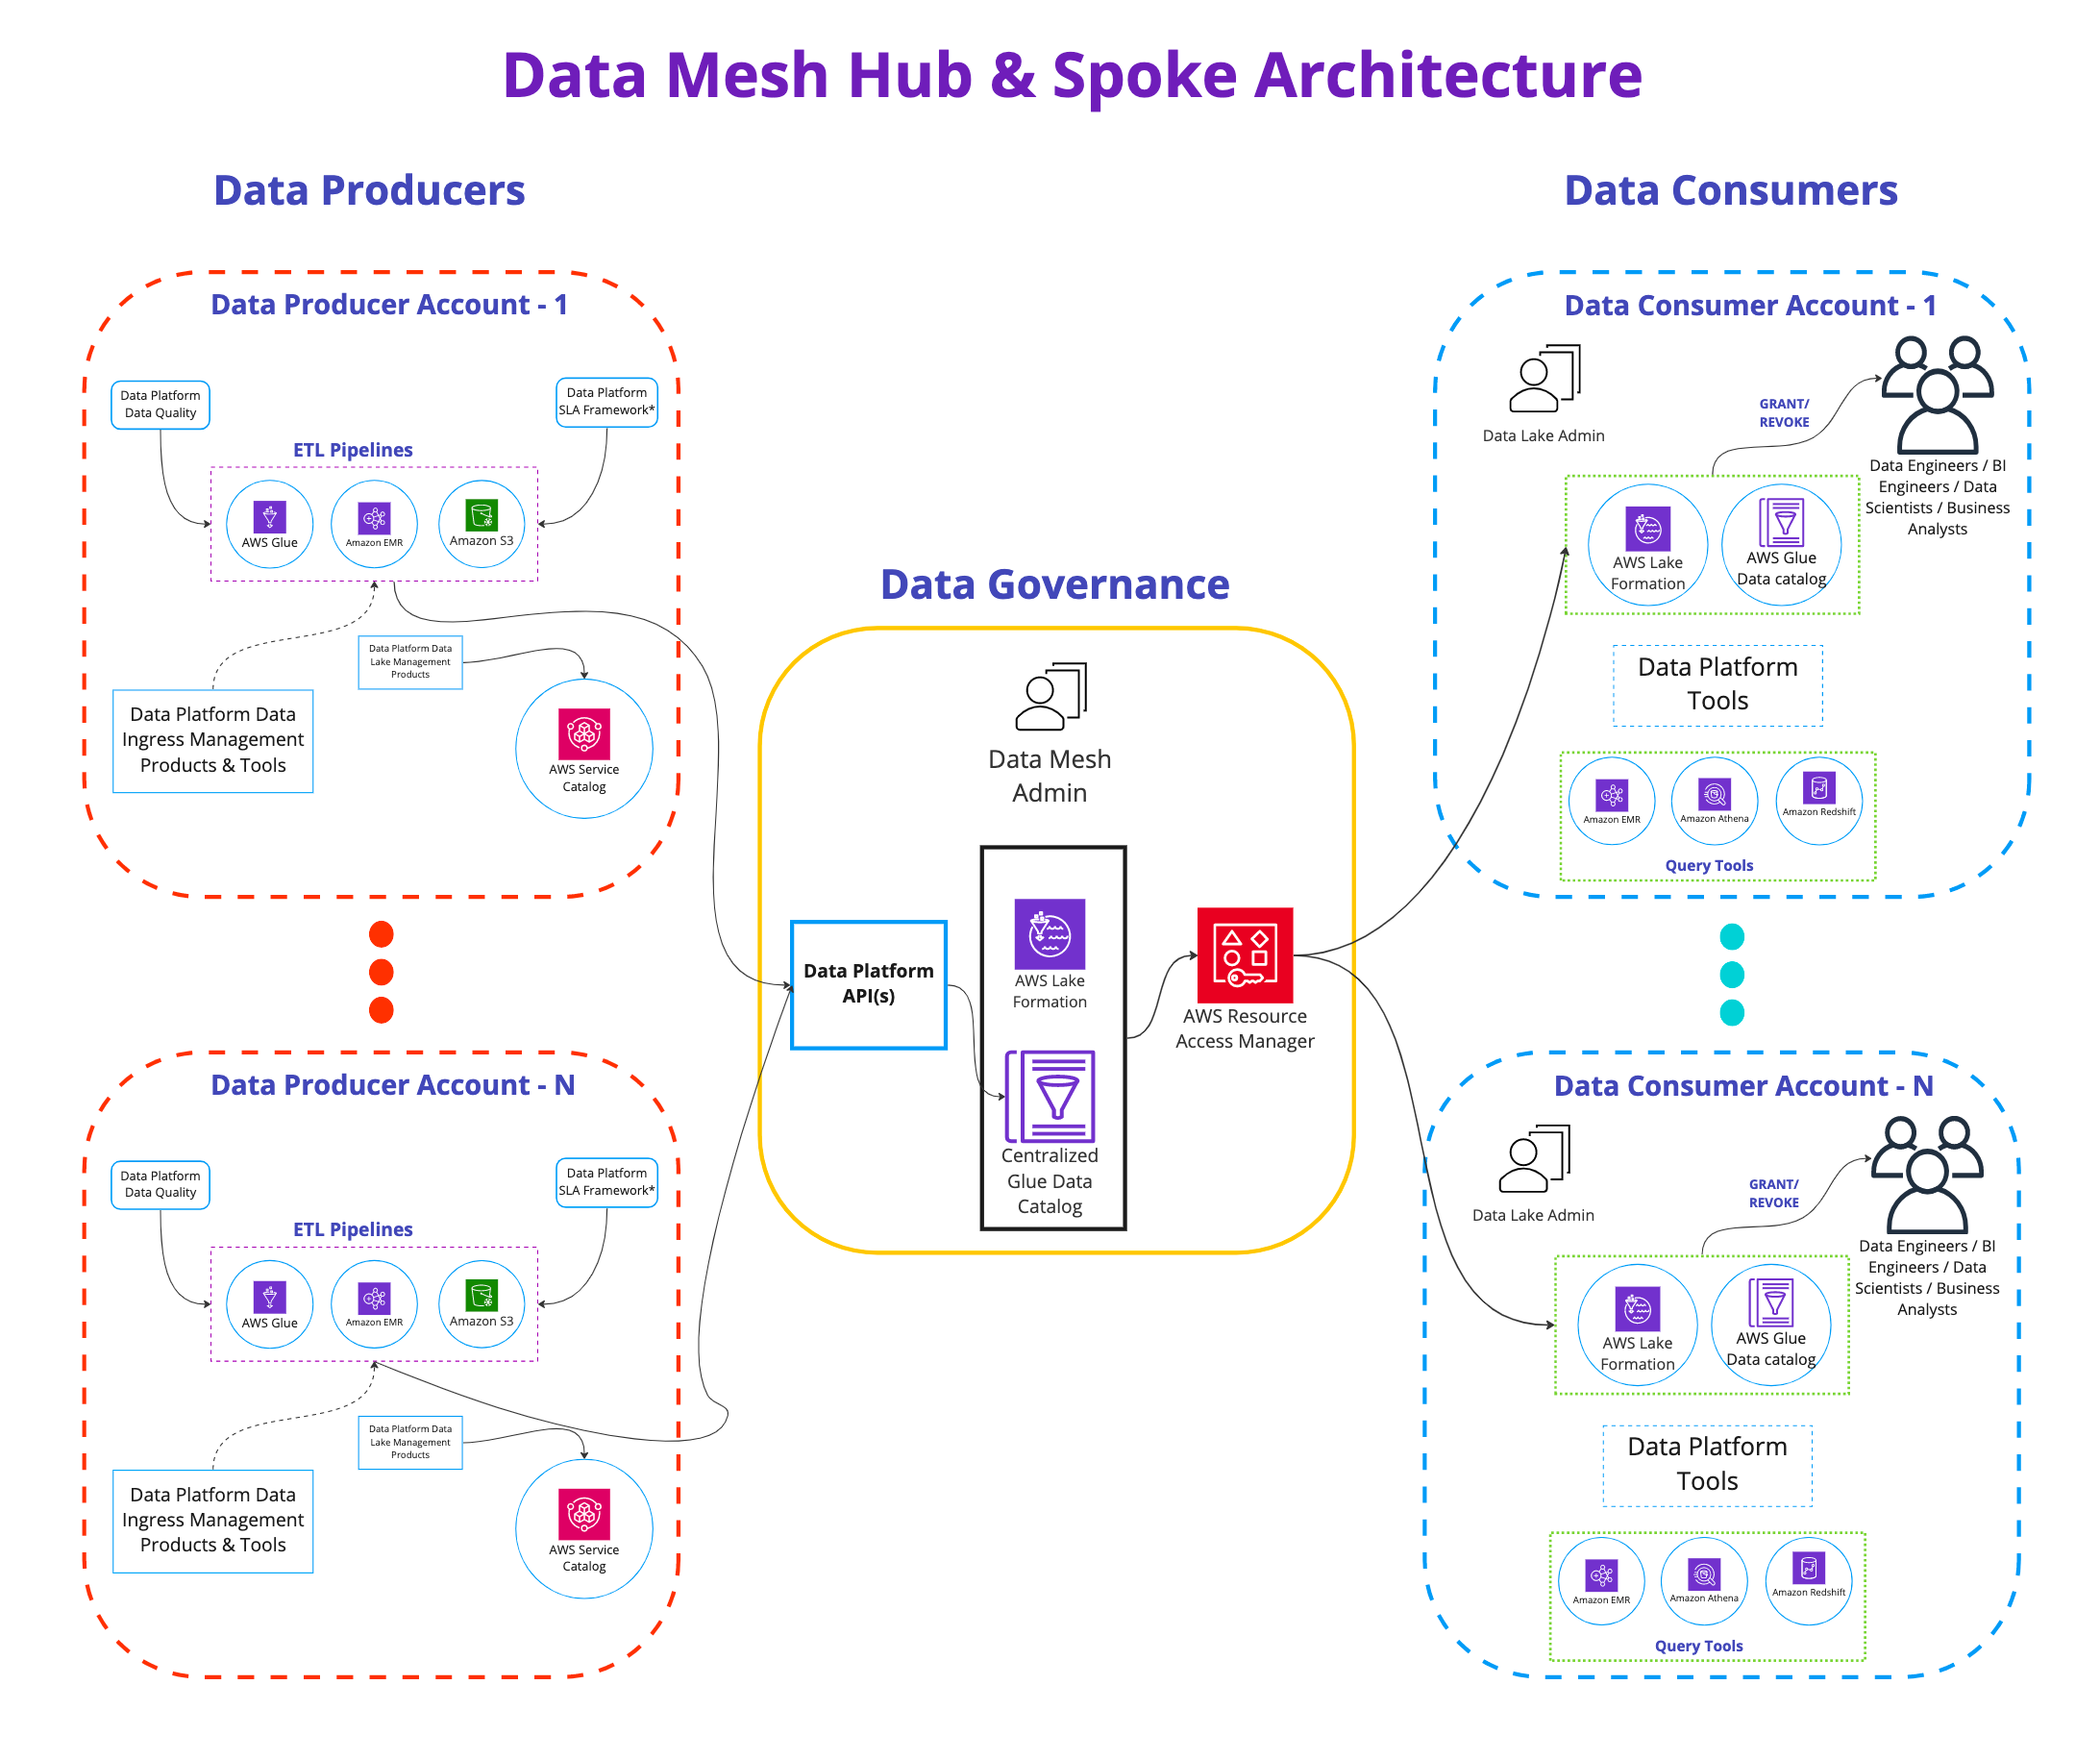 Data Mesh Hub & Spoke Architecture
Data Producers
Data Producer Account - 1
Data Platform
Data Quality
Data Platform
SLA Framework*
ETL Pipelines
AWS Glue
Amazon EMR
Amazon S3
Data Platform Data
Lake Management
Products
Data Platform Data
Ingress Management
Products & Tools
AWS Service
Catalog
Data Producer Account - N
Data Platform
Data Quality
Data Platform
SLA Framework*
ETL Pipelines
AWS Glue
Amazon EMR
Amazon S3
Data Platform Data
Lake Management
Products
Data Platform Data
Ingress Management
Products & Tools
AWS Service
Catalog
Data Governance
Data Mesh
Admin
Data Platform
API(s)
AWS Lake
Formation
Centralized
Glue Data
Catalog
AWS Resource
Access Manager
Data Consumers
Data Consumer Account - 1
Data Lake Admin
GRANT/
REVOKE
Data Engineers / BI
Engineers / Data
Scientists / Business
Analysts
AWS Lake
Formation
AWS Glue
Data catalog
Data Platform
Tools
Amazon EMR
Amazon Athena
Amazon Redshift
Query Tools
Data Consumer Account - N
Data Lake Admin
GRANT/
REVOKE
Data Engineers / BI
Engineers / Data
Scientists / Business
Analysts
AWS Lake
Formation
AWS Glue
Data catalog
Data Platform
Tools
Amazon EMR
Amazon Athena
Amazon Redshift
Query Tools